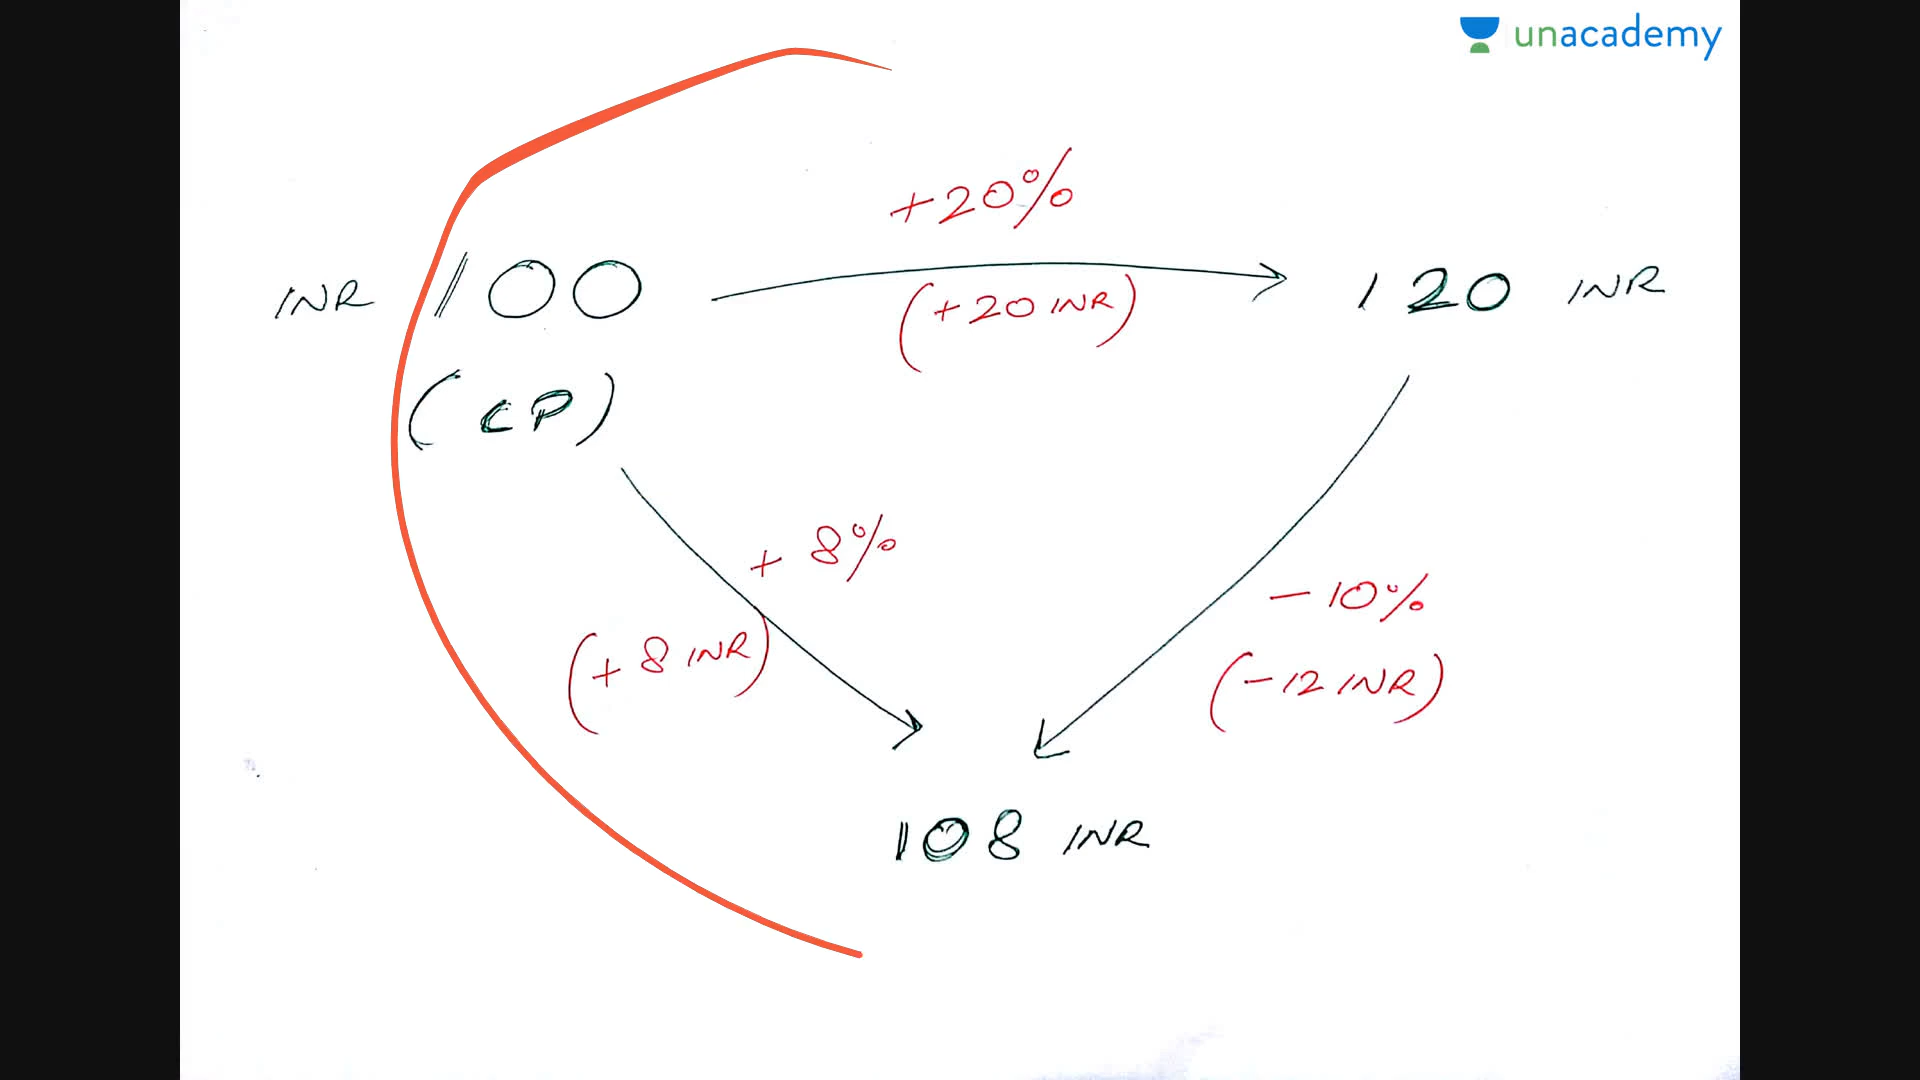 unacademy
+20%
INR 100
(+20 INR)
120 INR
(CP)
+ 8%
(+ 8 INR)
- 10%
(-12 INR)
108 INR